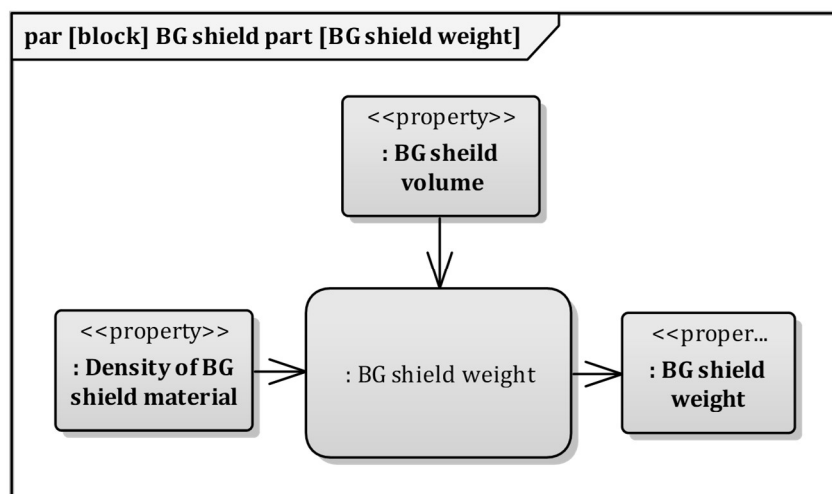 par [block] BG shield part [BG shield weight]
<<property>>
: BG sheild
volume
<<property>>
: Density of BG
shield material
: BG shield weight
<<proper...
: BG shield
weight